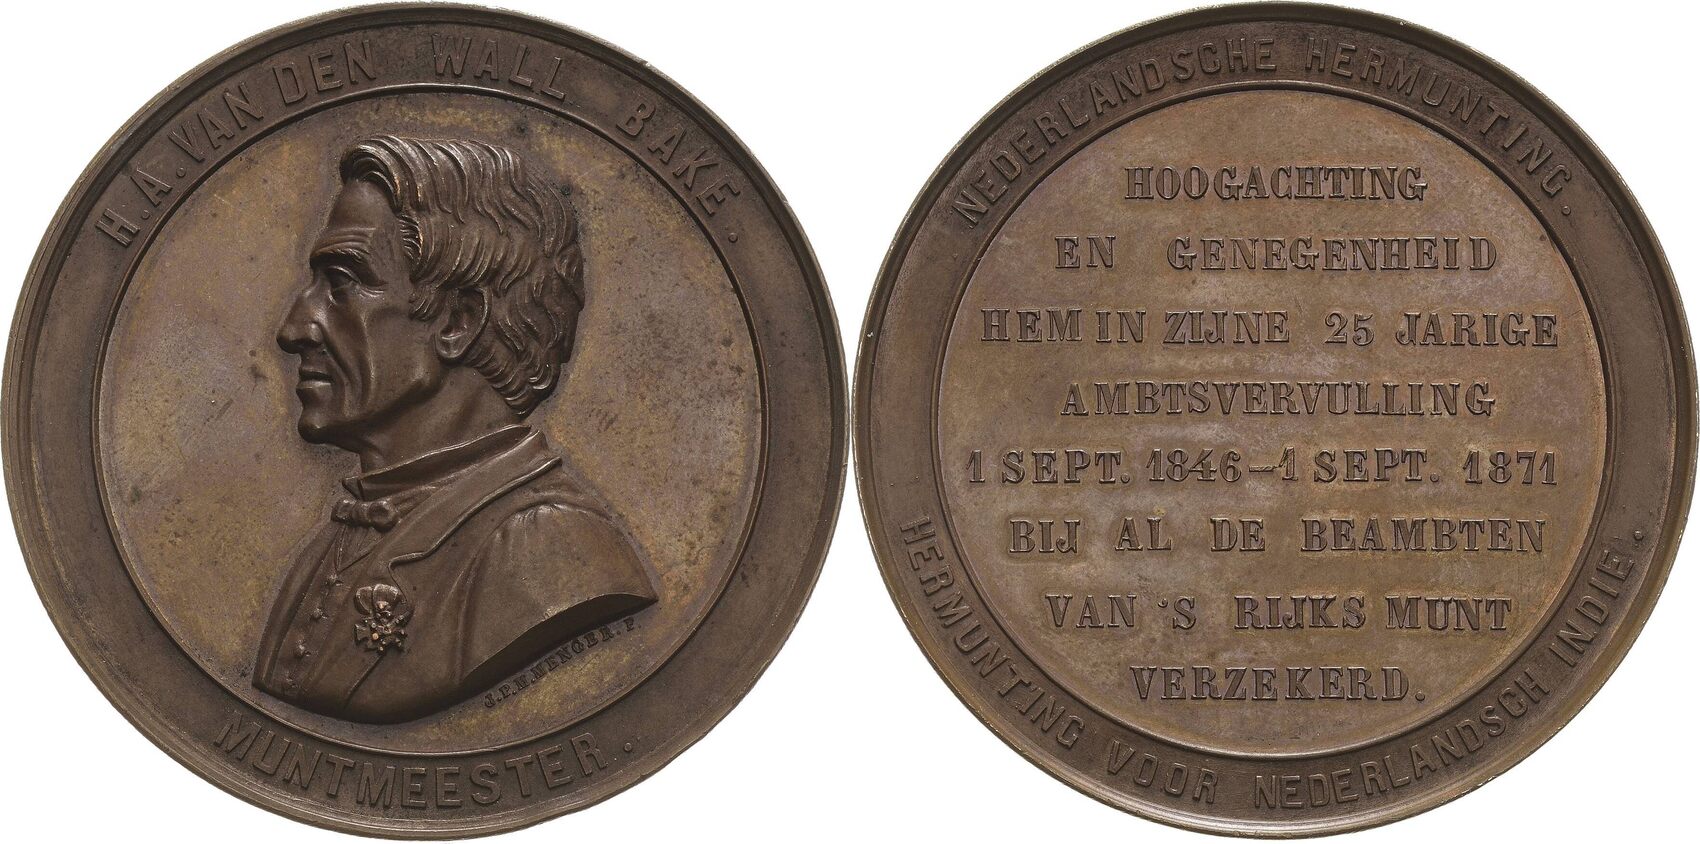 H.A.VAN DEN WALL BAKE.
J.P.M.MENGER.F.
MUNTMEESTER.
NEDERLANDSCHE HERMUNTING.
HOOGACHTING
EN GENEGENHEID
HEM IN ZIJNE 25 JARIGE
AMBTSVERVULLING
1 SEPT. 1846-1 SEPT. 1871
BIJ AL DE BEAMBTEN
VAN 'S RIJKS MUNT
VERZEKERD.
HERMUNTING VOOR NEDERLANDSCH INDIE.